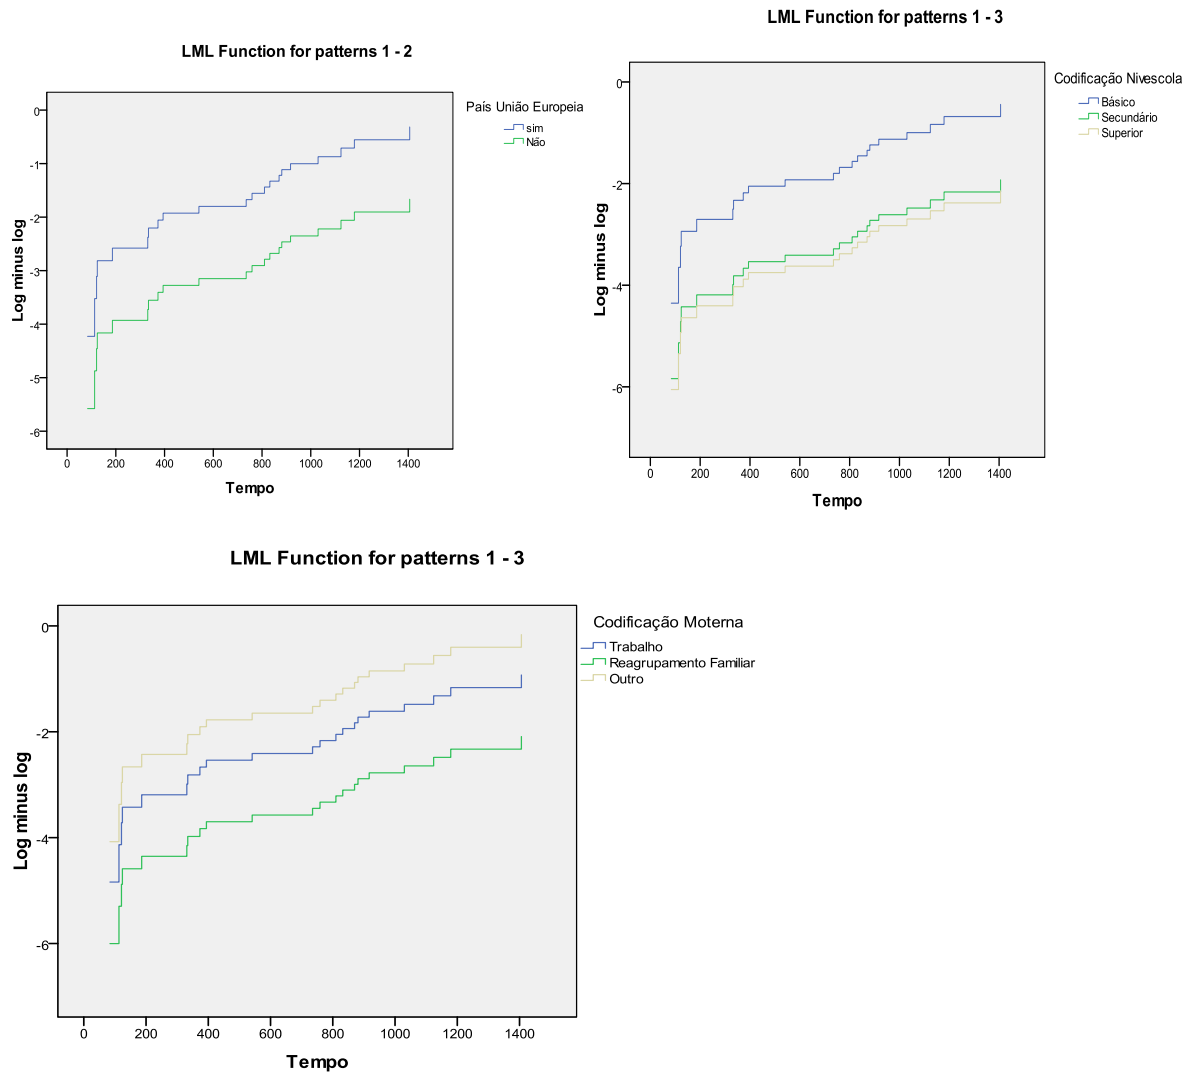 LML Function for patterns 1 - 2
País União Europeia
sim
Não
0
-1
-2
-3
-4
-5
-6
Log minus log
0 200 400 600 800 1000 1200 1400
Tempo
LML Function for patterns 1 - 3
Codificação Nivescola
Básico
Secundário
Superior
0
-2
-4
-6
Log minus log
0 200 400 600 800 1000 1200 1400
Tempo
LML Function for patterns 1 - 3
Codificação Moterna
Trabalho
Reagrupamento Familiar
Outro
0
-2
-4
-6
Log minus log
0 200 400 600 800 1000 1200 1400
Tempo